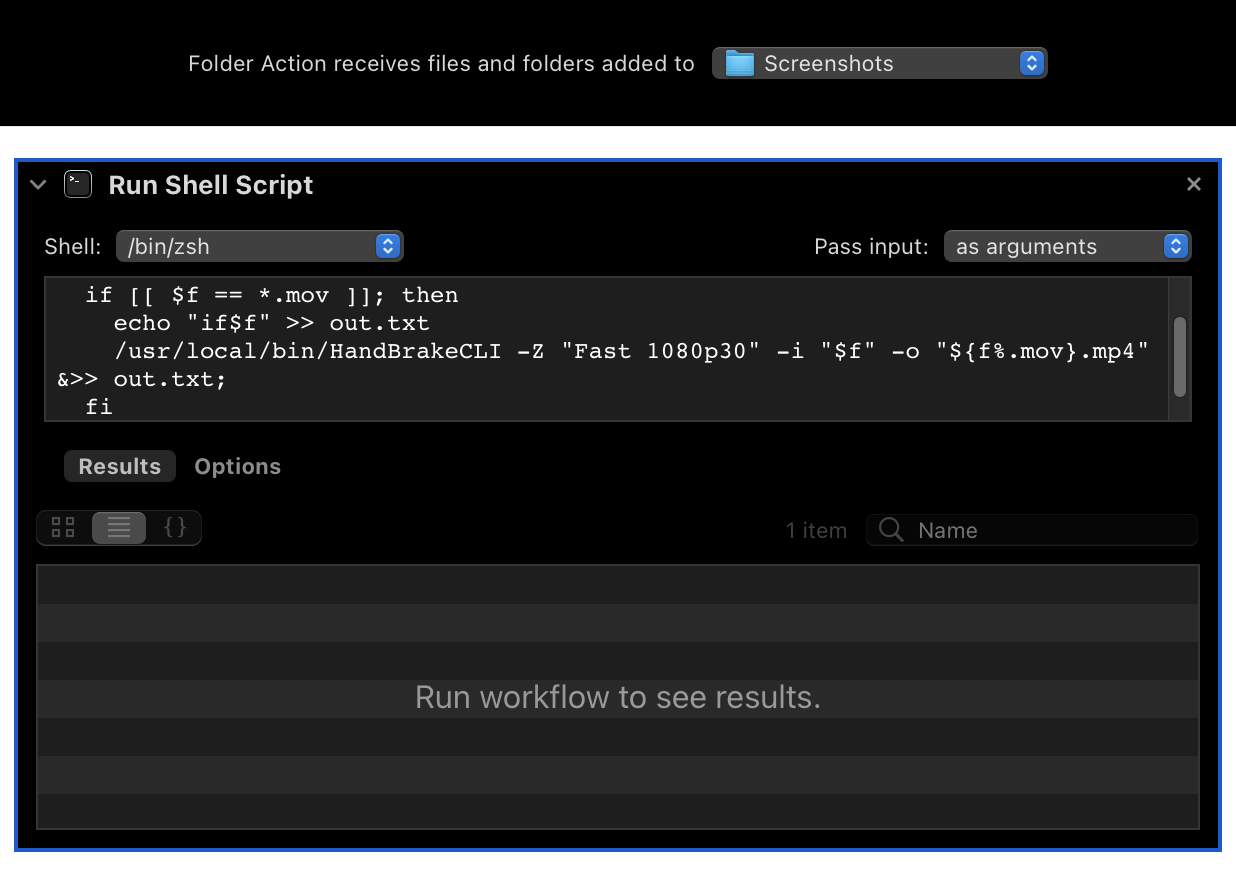 Folder Action receives files and folders added to Screenshots
Run Shell Script
Shell: /bin/zsh Pass input: as arguments
if [[ $f == *.mov ]]; then
echo "if$f" >> out.txt
/usr/local/bin/HandBrakeCLI -Z "Fast 1080p30" -i "$f" -o "${f%.mov}.mp4"
&>> out.txt;
fi
Results Options
{} 1 item Name
Run workflow to see results.